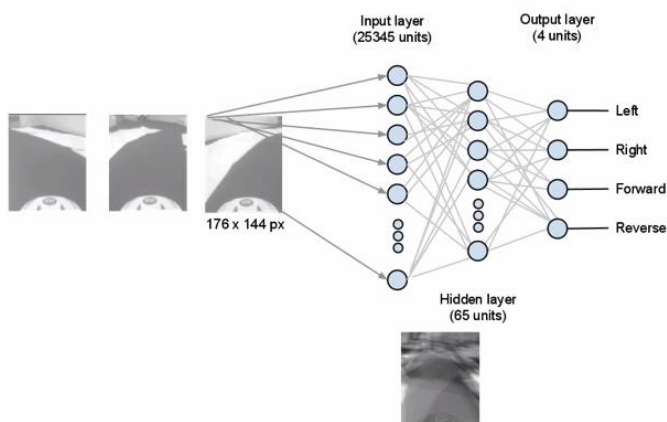 Input layer
(25345 units)
Output layer
(4 units)
Left
Right
Forward
Reverse
176 x 144 px
Hidden layer
(65 units)